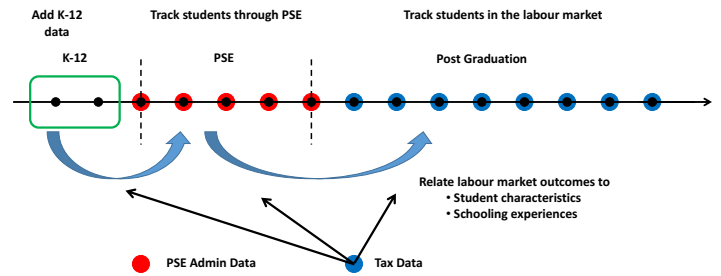 Add K-12
data
Track students through PSE
Track students in the labour market
K-12
PSE
Post Graduation
Relate labour market outcomes to
• Student characteristics
• Schooling experiences
PSE Admin Data
Tax Data